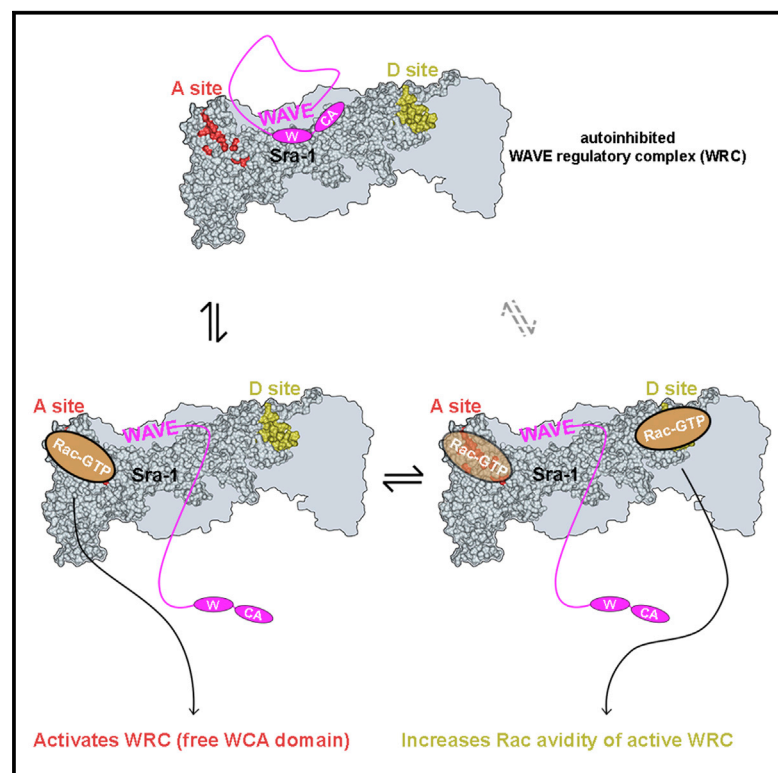 D site
A site
WAVE
W
CA
Sra-1
autoinhibited
WAVE regulatory complex (WRC)
D site
A site
WAVE
Rac-GTP
Sra-1
W
CA
D site
A site
WAVE
Rac-GTP
Rac-GTP
Sra-1
W
CA
Activates WRC (free WCA domain)
Increases Rac avidity of active WRC